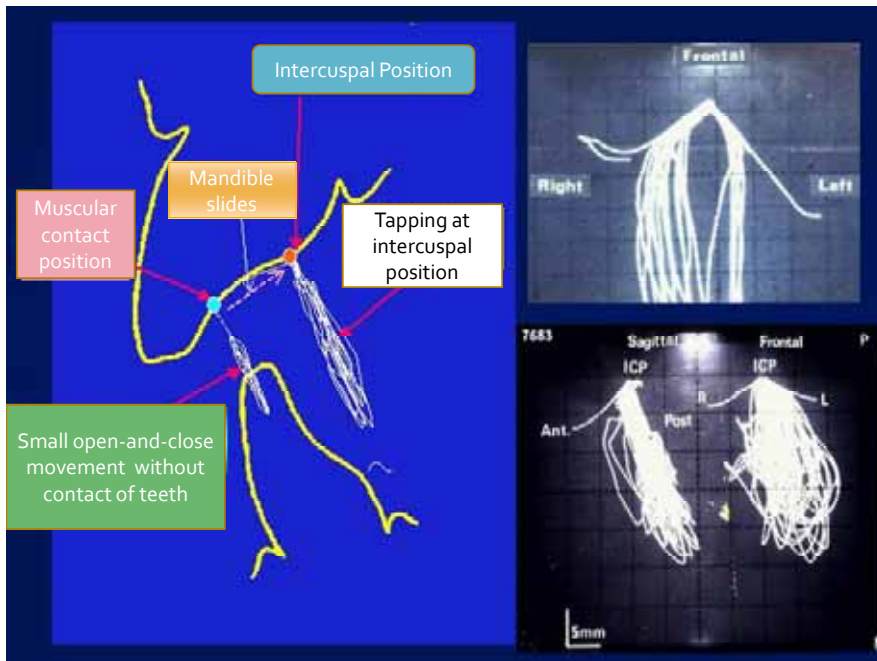 Intercuspal Position
Mandible
slides
Muscular
contact
position
Tapping at
intercuspal
position
Small open-and-close
movement without
contact of teeth
Frontal
Right
Left
7683
Sagittal
Frontal
P
ICP
ICP
R
L
Ant.
Post
5mm